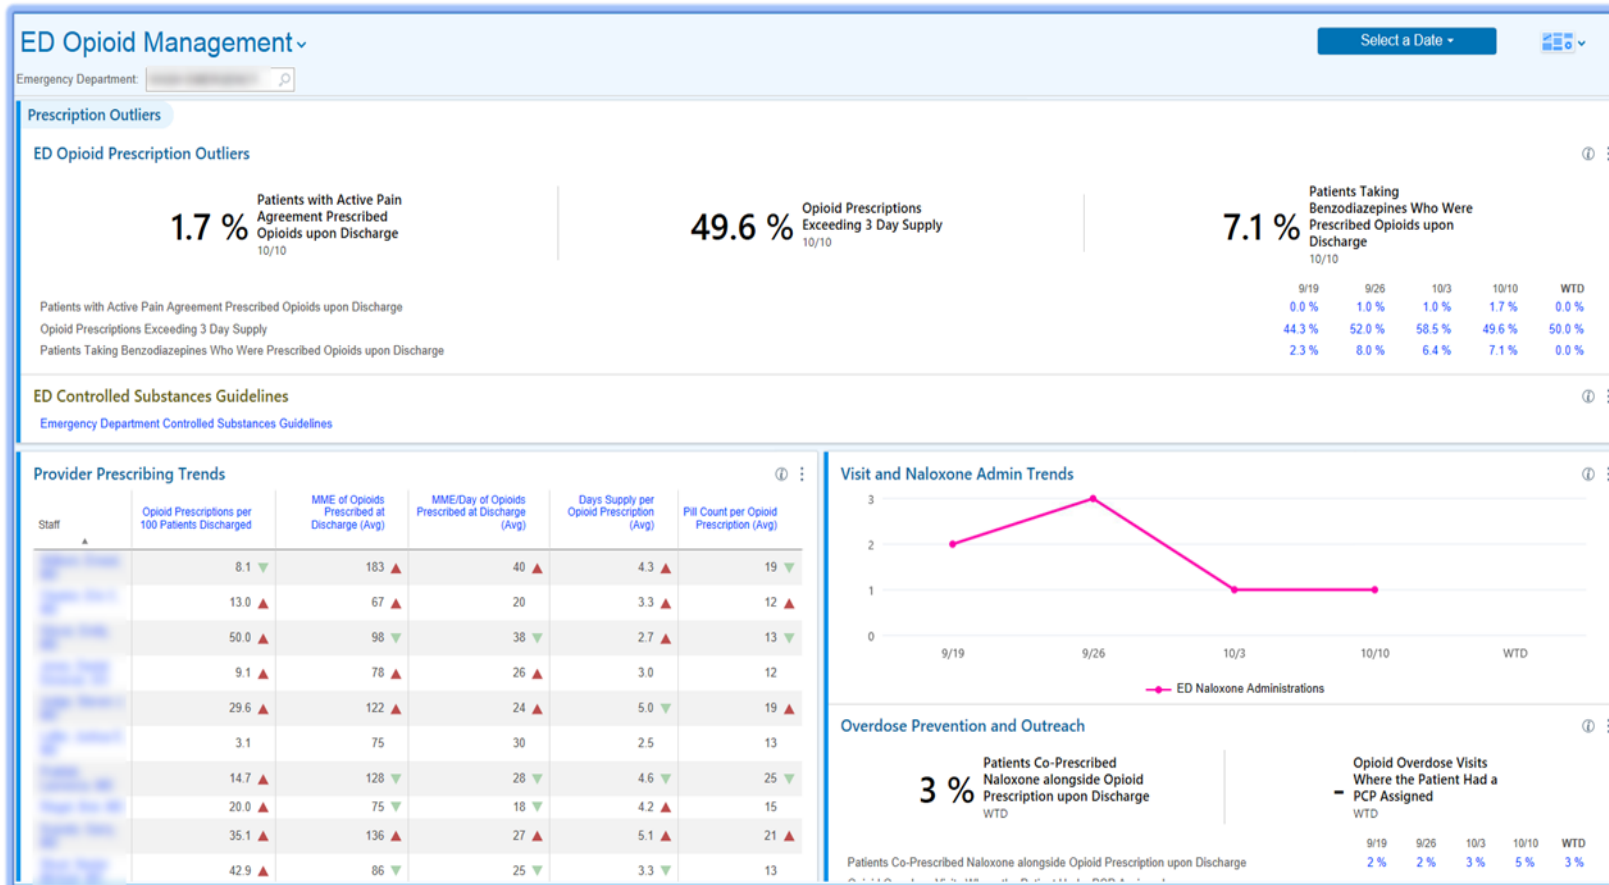 ED Opioid Management
Select a Date
Emergency Department:
Prescription Outliers
ED Opioid Prescription Outliers
1.7 %
Patients with Active Pain
Agreement Prescribed
Opioids upon Discharge
10/10
49.6 %
Opioid Prescriptions
Exceeding 3 Day Supply
10/10
7.1 %
Patients Taking
Benzodiazepines Who Were
Prescribed Opioids upon
Discharge
10/10
9/19 9/26 10/3 10/10 WTD
Patients with Active Pain Agreement Prescribed Opioids upon Discharge 0.0 % 1.0 % 1.0 % 1.7 % 0.0 %
Opioid Prescriptions Exceeding 3 Day Supply 44.3 % 52.0 % 58.5 % 49.6 % 50.0 %
Patients Taking Benzodiazepines Who Were Prescribed Opioids upon Discharge 2.3 % 8.0 % 6.4 % 7.1 % 0.0 %
ED Controlled Substances Guidelines
Emergency Department Controlled Substances Guidelines
Provider Prescribing Trends
Staff
Opioid Prescriptions per
100 Patients Discharged
MME of Opioids
Prescribed at
Discharge (Avg)
MME/Day of Opioids
Prescribed at Discharge
(Avg)
Days Supply per
Opioid Prescription
(Avg)
Pill Count per Opioid
Prescription (Avg)
8.1 183 40 4.3 19
13.0 67 20 3.3 12
50.0 98 38 2.7 13
9.1 78 26 3.0 12
29.6 122 24 5.0 19
3.1 75 30 2.5 13
14.7 128 28 4.6 25
20.0 75 18 4.2 15
35.1 136 27 5.1 21
42.9 86 25 3.3 13
Visit and Naloxone Admin Trends
3
2
1
0
9/19 9/26 10/3 10/10 WTD
ED Naloxone Administrations
Overdose Prevention and Outreach
3 %
Patients Co-Prescribed
Naloxone alongside Opioid
Prescription upon Discharge
WTD
-
Opioid Overdose Visits
Where the Patient Had a
PCP Assigned
WTD
9/19 9/26 10/3 10/10 WTD
Patients Co-Prescribed Naloxone alongside Opioid Prescription upon Discharge 2 % 2 % 3 % 5 % 3 %